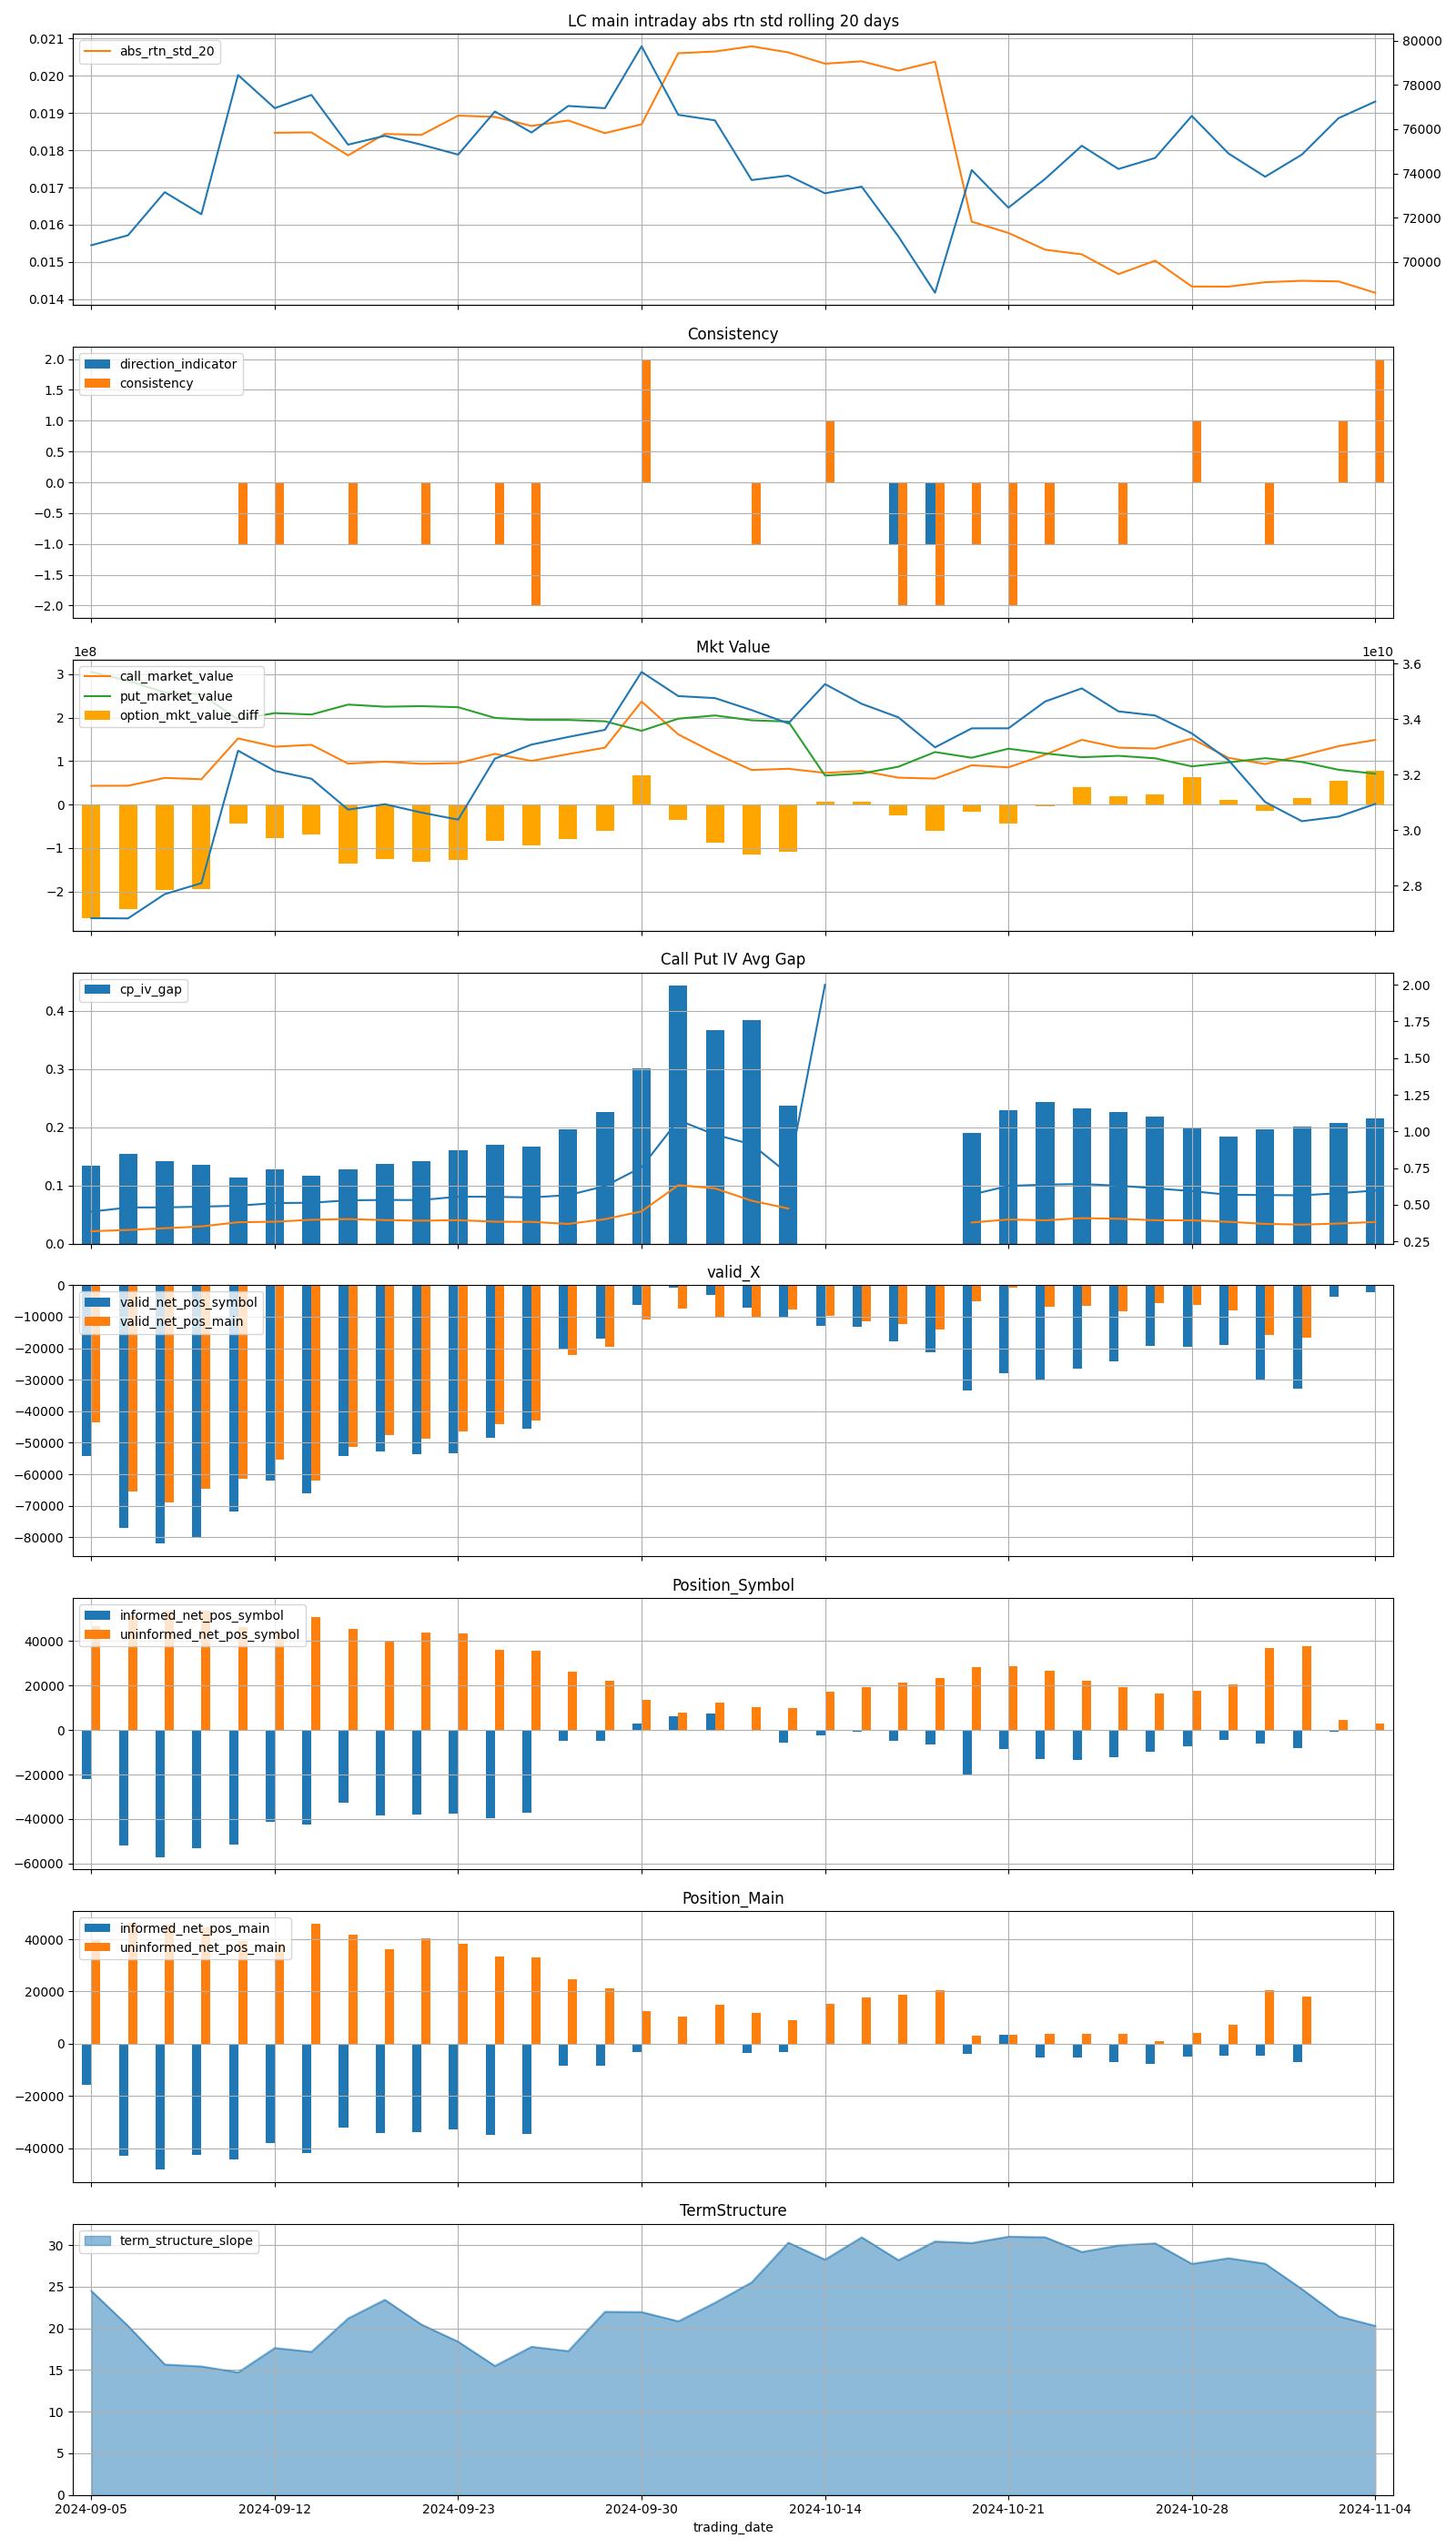 LC main intraday abs rtn std rolling 20 days
abs_rtn_std_20
0.021
0.020
0.019
0.018
0.017
0.016
0.015
0.014
80000
78000
76000
74000
72000
70000
Consistency
direction_indicator
consistency
2.0
1.5
1.0
0.5
0.0
−0.5
−1.0
−1.5
−2.0
Mkt Value
1e8
1e10
call_market_value
put_market_value
option_mkt_value_diff
3
2
1
0
−1
−2
3.6
3.4
3.2
3.0
2.8
Call Put IV Avg Gap
cp_iv_gap
0.4
0.3
0.2
0.1
0.0
2.00
1.75
1.50
1.25
1.00
0.75
0.50
0.25
valid_X
valid_net_pos_symbol
valid_net_pos_main
0
−10000
−20000
−30000
−40000
−50000
−60000
−70000
−80000
Position_Symbol
informed_net_pos_symbol
uninformed_net_pos_symbol
40000
20000
0
−20000
−40000
−60000
Position_Main
informed_net_pos_main
uninformed_net_pos_main
40000
20000
0
−20000
−40000
TermStructure
term_structure_slope
30
25
20
15
10
5
0
2024-09-05 2024-09-12 2024-09-23 2024-09-30 2024-10-14 2024-10-21 2024-10-28 2024-11-04
trading_date